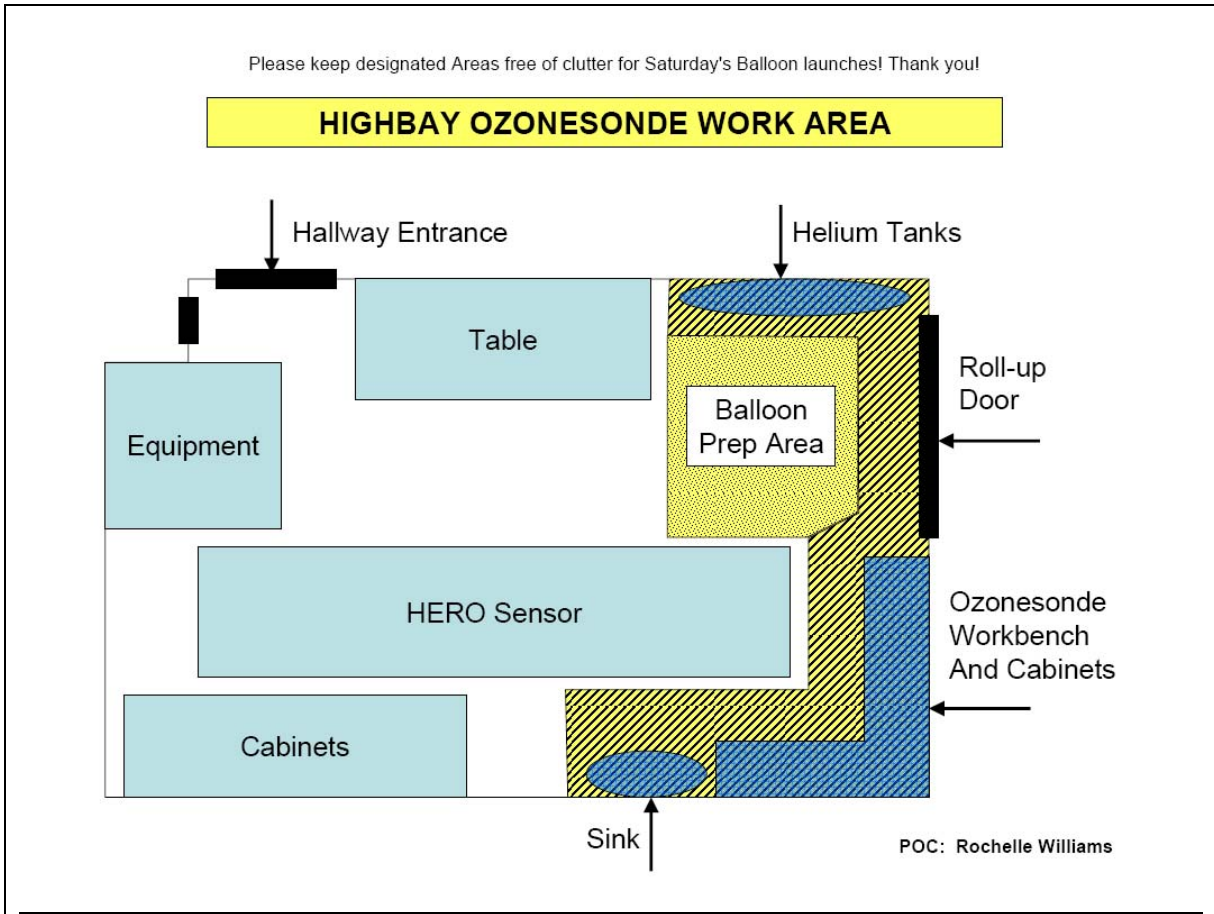 Please keep designated Areas free of clutter for Saturday's Balloon launches! Thank you!
HIGHBAY OZONESONDE WORK AREA
Hallway Entrance
Helium Tanks
Table
Roll-up
Door
Balloon
Prep Area
Equipment
HERO Sensor
Ozonesonde
Workbench
And Cabinets
Cabinets
Sink
POC: Rochelle Williams